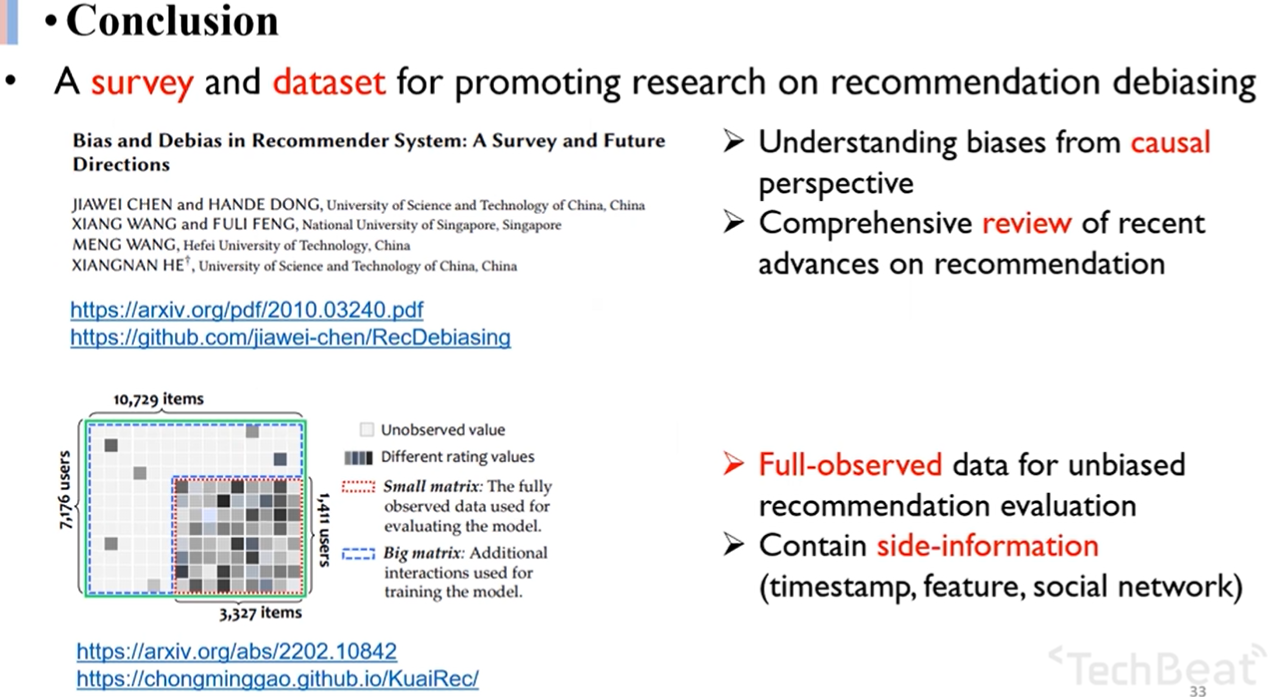 • Conclusion
• A survey and dataset for promoting research on recommendation debiasing
Bias and Debias in Recommender System: A Survey and Future
Directions
JIAWEI CHEN and HANDE DONG, University of Science and Technology of China, China
XIANG WANG and FULI FENG, National University of Singapore, Singapore
MENG WANG, Hefei University of Technology, China
XIANGNAN HE†, University of Science and Technology of China, China
https://arxiv.org/pdf/2010.03240.pdf
https://github.com/jiawei-chen/RecDebiasing
➢ Understanding biases from causal
perspective
➢ Comprehensive review of recent
advances on recommendation
10,729 items
7,176 users
1,411 users
3,327 items
Unobserved value
Different rating values
Small matrix: The fully
observed data used for
evaluating the model.
Big matrix: Additional
interactions used for
training the model.
➢ Full-observed data for unbiased
recommendation evaluation
➢ Contain side-information
(timestamp, feature, social network)
https://arxiv.org/abs/2202.10842
https://chongminggao.github.io/KuaiRec/
TechBeat
33